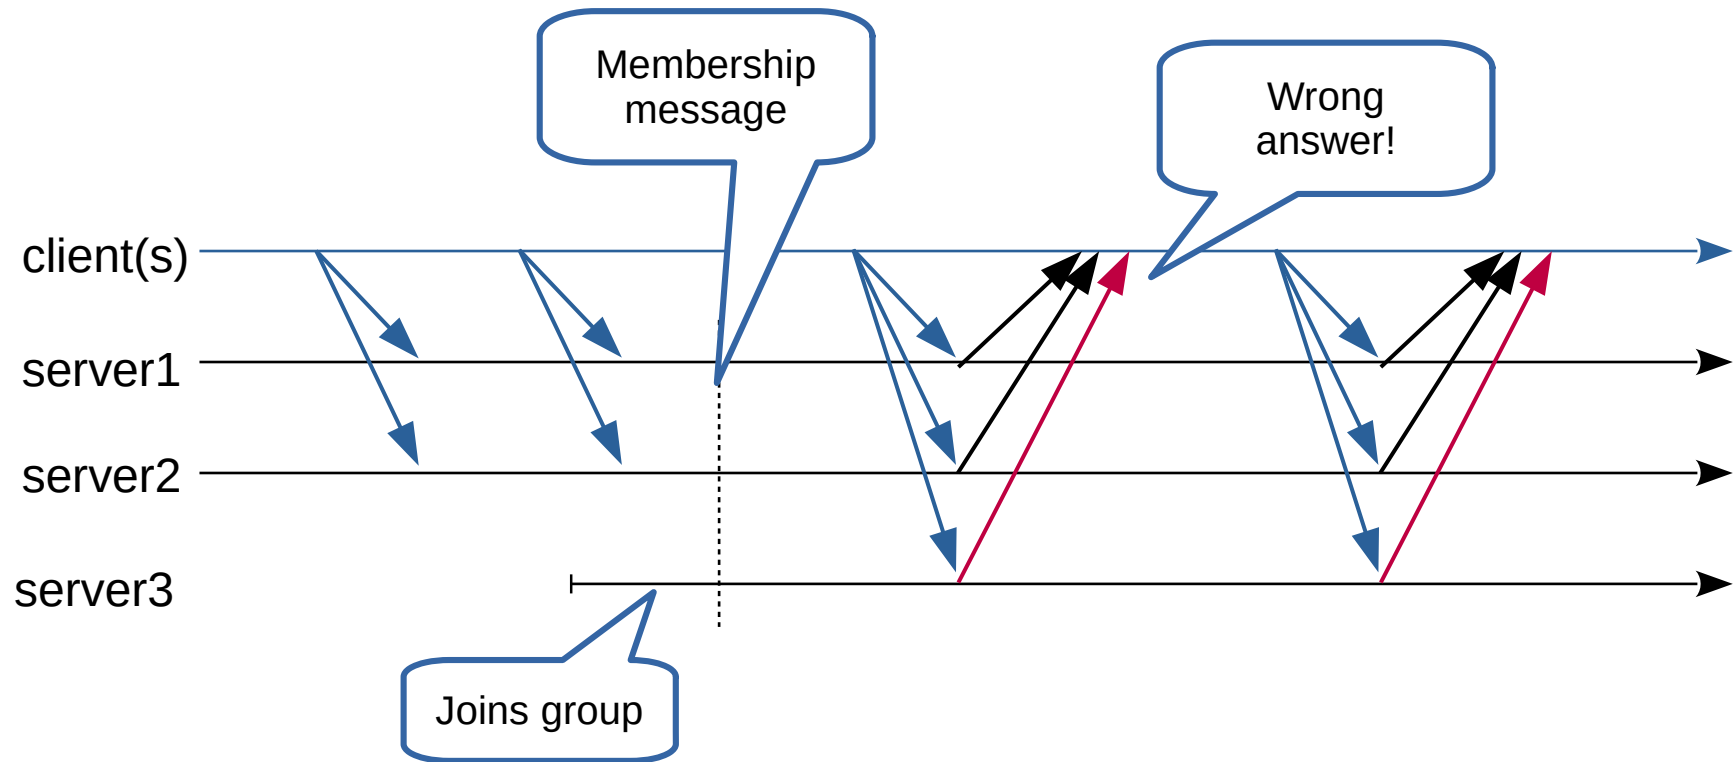 Membership
message
Wrong
answer!
client(s)
server1
server2
server3
Joins group